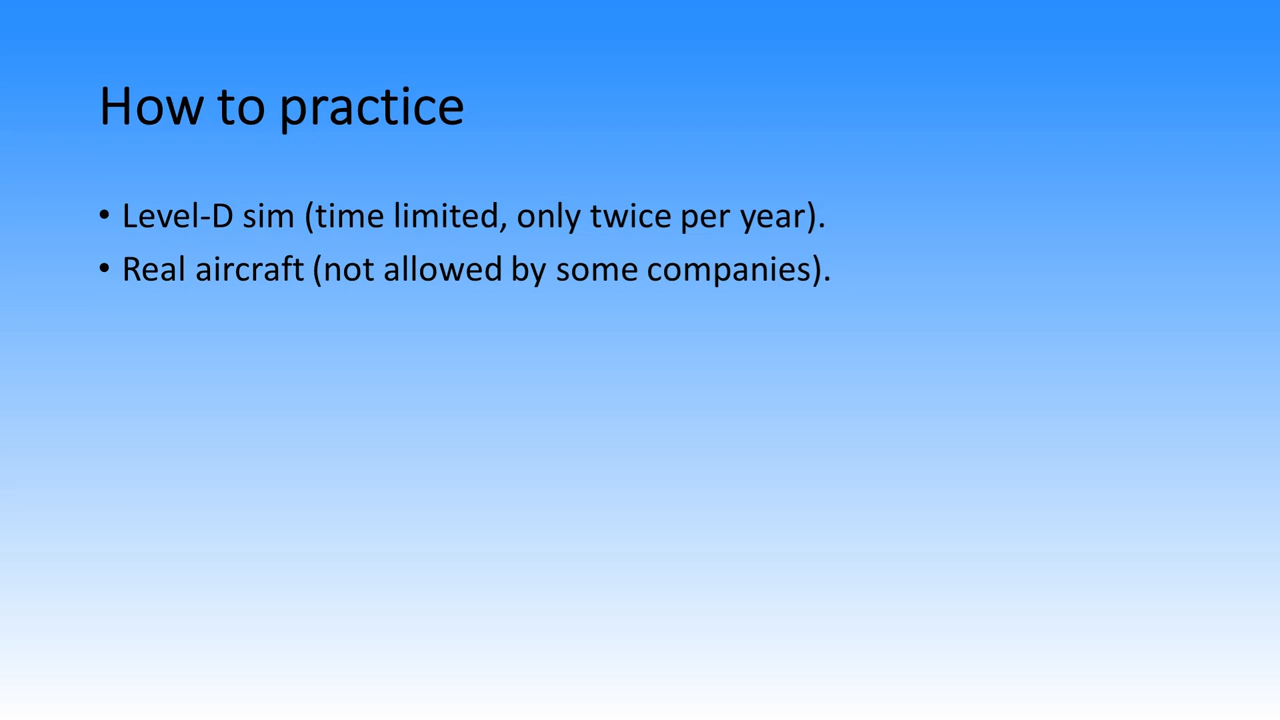 How to practice
• Level-D sim (time limited, only twice per year).
• Real aircraft (not allowed by some companies).